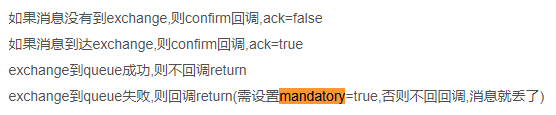 如果消息没有到exchange,则confirm回调,ack=false
如果消息到达exchange,则confirm回调,ack=true
exchange到queue成功,则不回调return
exchange到queue失败,则回调return(需设置mandatory=true,否则不回回调,消息就丢了)